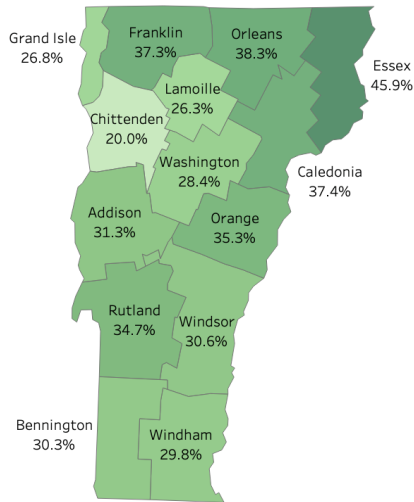 Grand Isle
26.8%
Franklin
37.3%
Orleans
38.3%
Essex
45.9%
Lamoille
26.3%
Chittenden
20.0%
Washington
28.4%
Caledonia
37.4%
Addison
31.3%
Orange
35.3%
Rutland
34.7%
Windsor
30.6%
Bennington
30.3%
Windham
29.8%